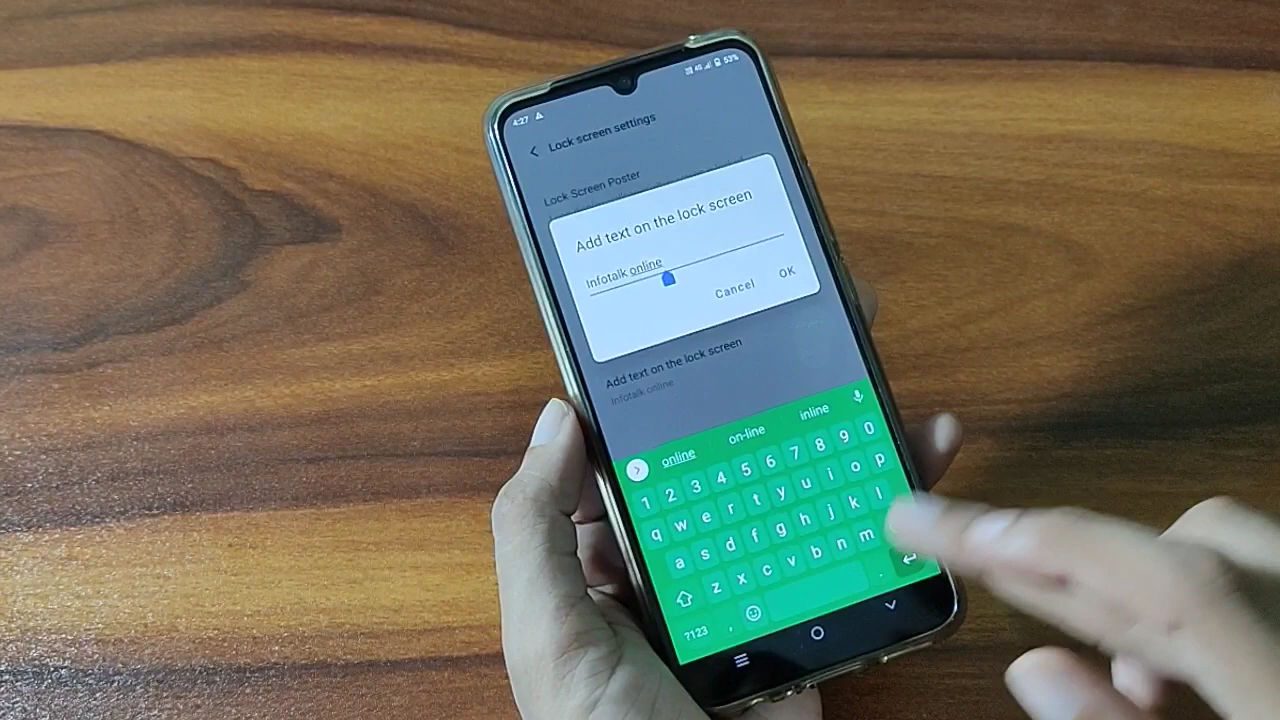 4:27
4G 53%
Lock screen settings
Lock Screen Poster
Add text on the lock screen
Infotalk online
Cancel OK
Add text on the lock screen
Infotalk online
online on-line inline
1 2 3 4 5 6 7 8 9 0
q w e r t y u i o p
a s d f g h j k l
z x c v b n m
?123 , .